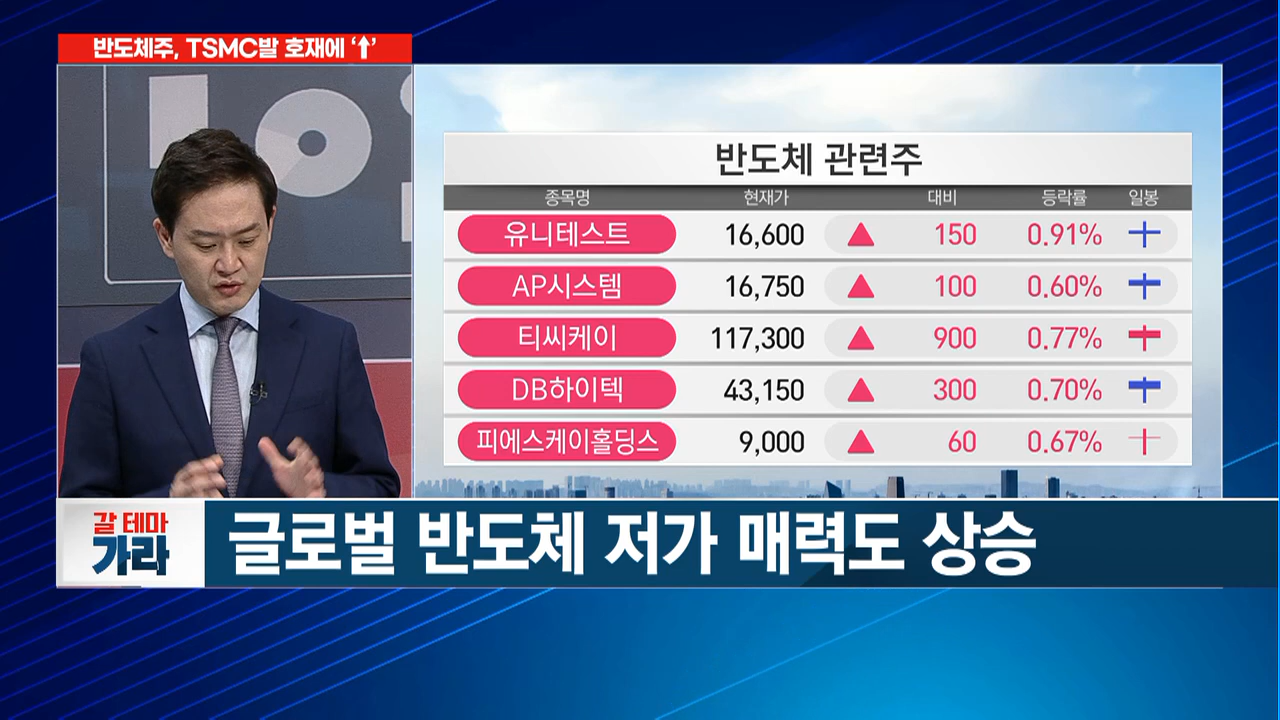 반도체주, TSMC발 호재에 '↑'
반도체 관련주
종목명 현재가 대비 등락률 일봉
유니테스트 16,600 ▲ 150 0.91%
AP시스템 16,750 ▲ 100 0.60%
티씨케이 117,300 ▲ 900 0.77%
DB하이텍 43,150 ▲ 300 0.70%
피에스케이홀딩스 9,000 ▲ 60 0.67%
갈 테마
가라
글로벌 반도체 저가 매력도 상승